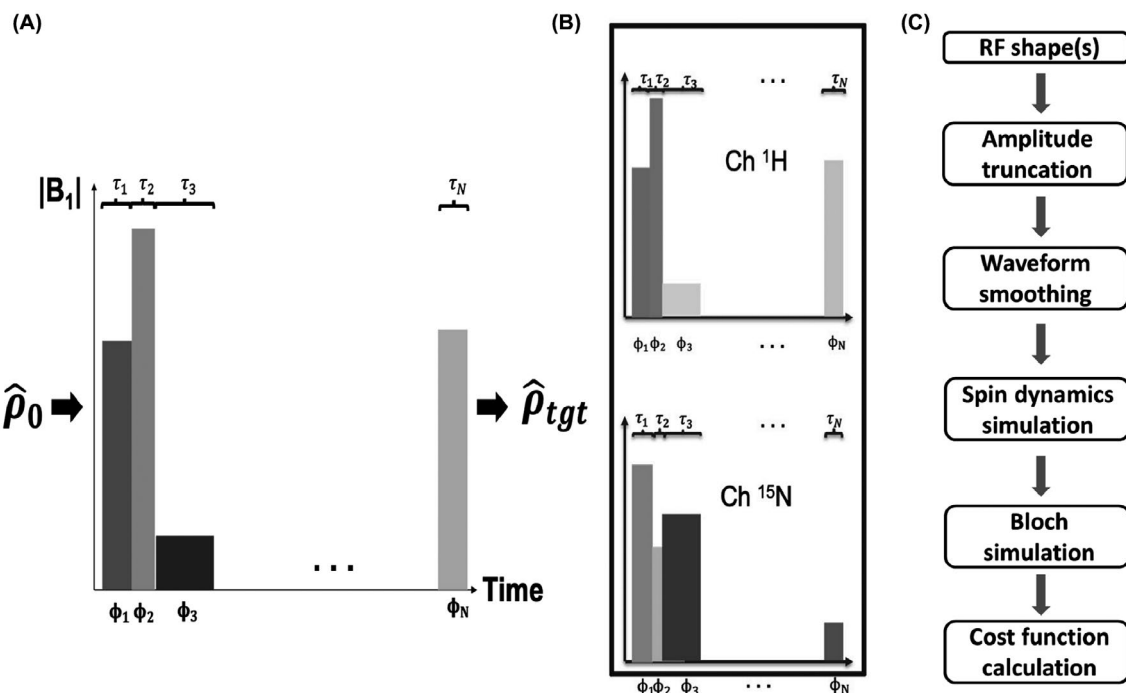 (A)
|B₁|
τ₁ τ₂ τ₃ τN
ρ̂₀
ρ̂tgt
...
Time
ϕ₁ ϕ₂ ϕ₃ ϕN
(B)
τ₁ τ₂ τ₃ ... τN
Ch ¹H
ϕ₁ ϕ₂ ϕ₃ ... ϕN
τ₁ τ₂ τ₃ ... τN
Ch ¹⁵N
ϕ₁ ϕ₂ ϕ₃ ... ϕN
(C)
RF shape(s)
Amplitude
truncation
Waveform
smoothing
Spin dynamics
simulation
Bloch
simulation
Cost function
calculation